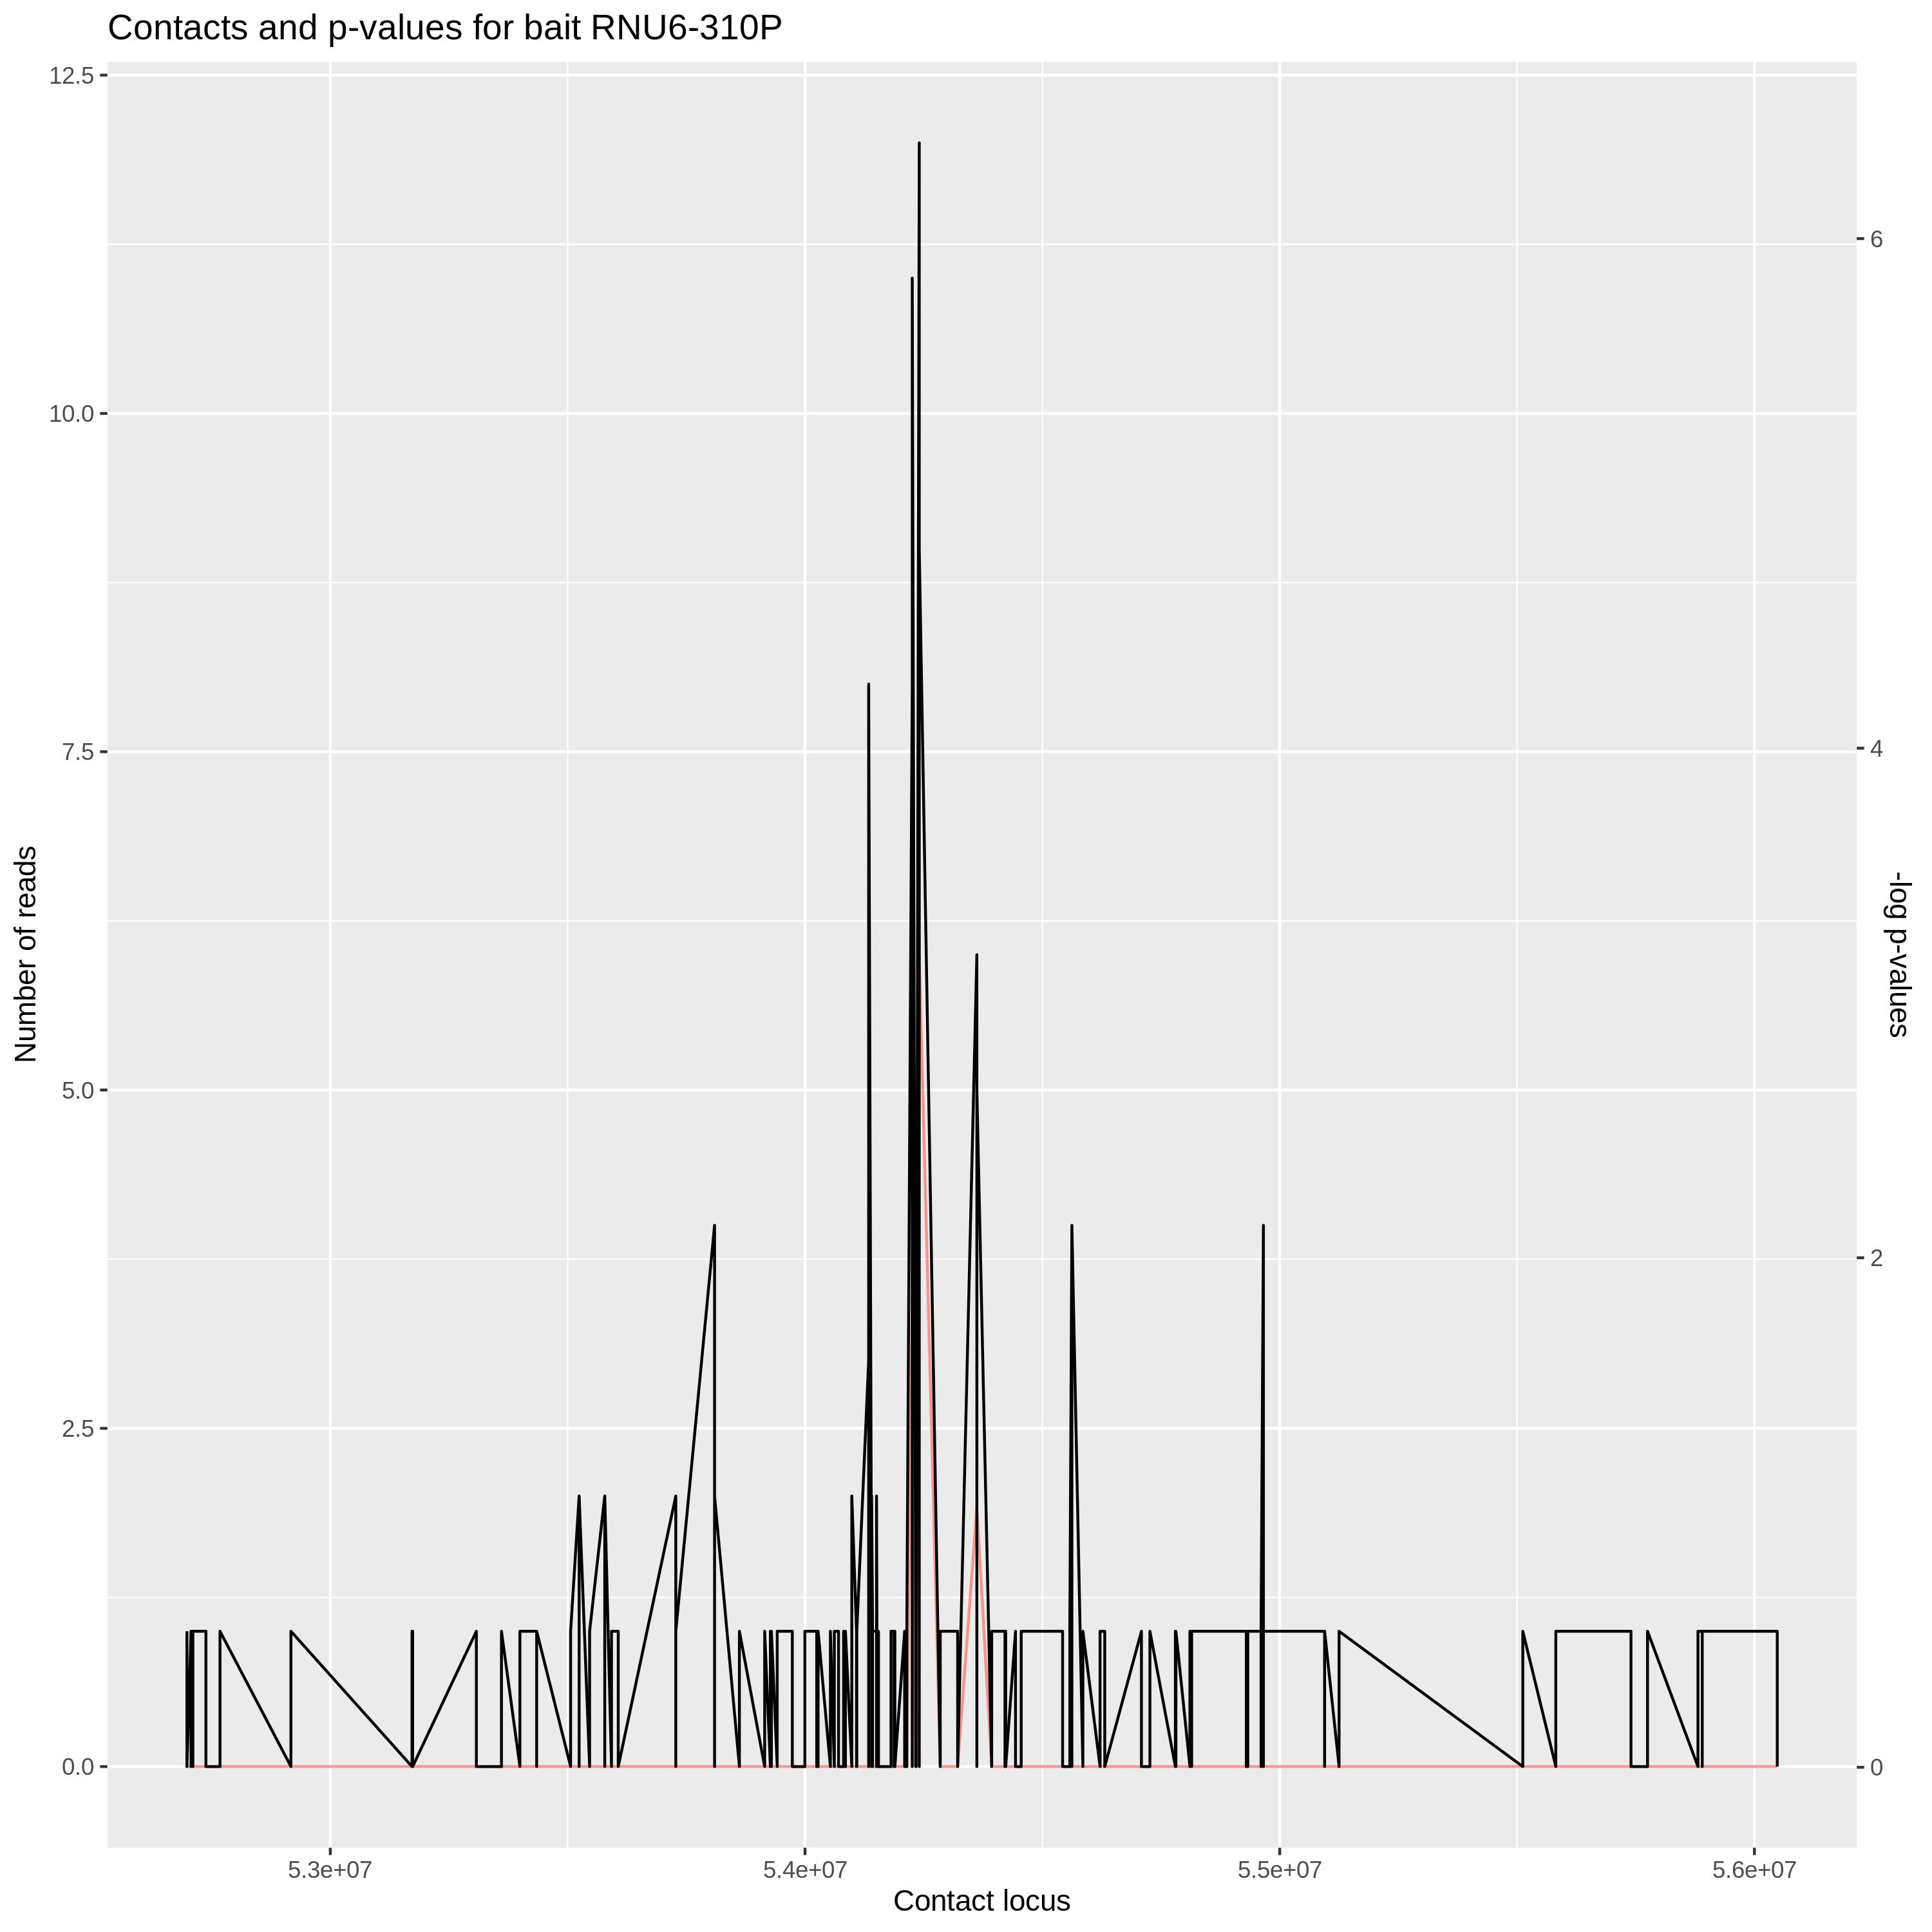 Contacts and p-values for bait RNU6-310P
12.5
10.0
7.5
5.0
2.5
0.0
Number of reads
6
4
2
0
-log p-values
5.3e+07
5.4e+07
5.5e+07
5.6e+07
Contact locus